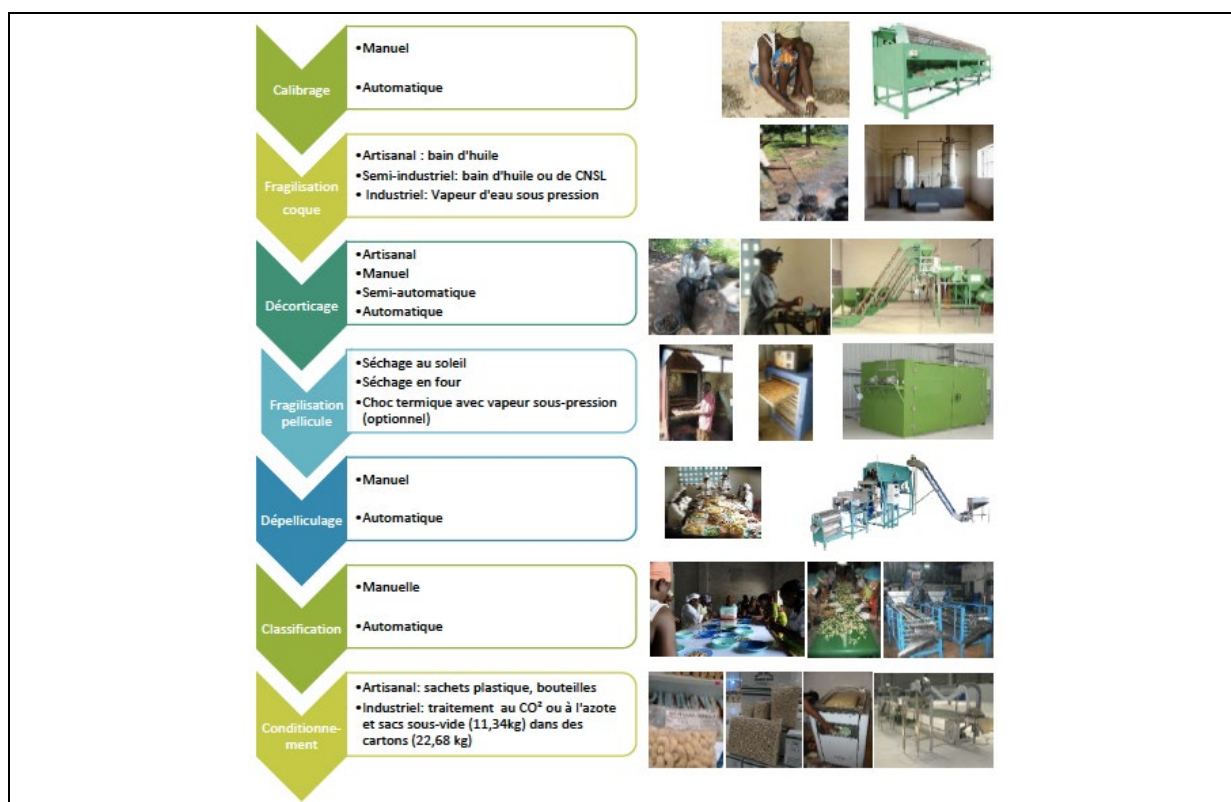 Calibrage
•Manuel
•Automatique
Fragilisation
coque
•Artisanal : bain d'huile
•Semi-industriel: bain d'huile ou de CNSL
• Industriel: Vapeur d'eau sous pression
Décorticage
•Artisanal
•Manuel
•Semi-automatique
•Automatique
Fragilisation
pellicule
•Séchage au soleil
•Séchage en four
•Choc termique avec vapeur sous-pression
(optionnel)
Dépelliculage
•Manuel
•Automatique
Classification
•Manuelle
•Automatique
Conditionne-
ment
•Artisanal: sachets plastique, bouteilles
•Industriel: traitement au CO² ou à l'azote
et sacs sous-vide (11,34kg) dans des
cartons (22,68 kg)